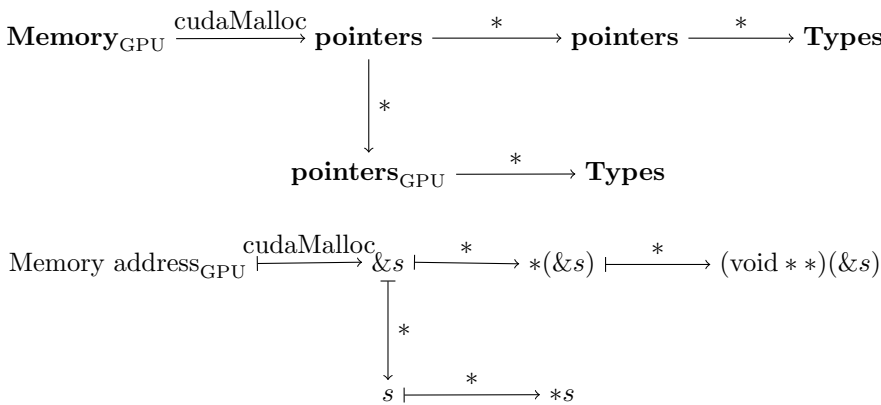 cudaMalloc * *
Memory_GPU pointers pointers Types
*
pointers_GPU * Types
cudaMalloc * *
Memory address_GPU &s *(&s) (void * *)(&s)
*
s * *s